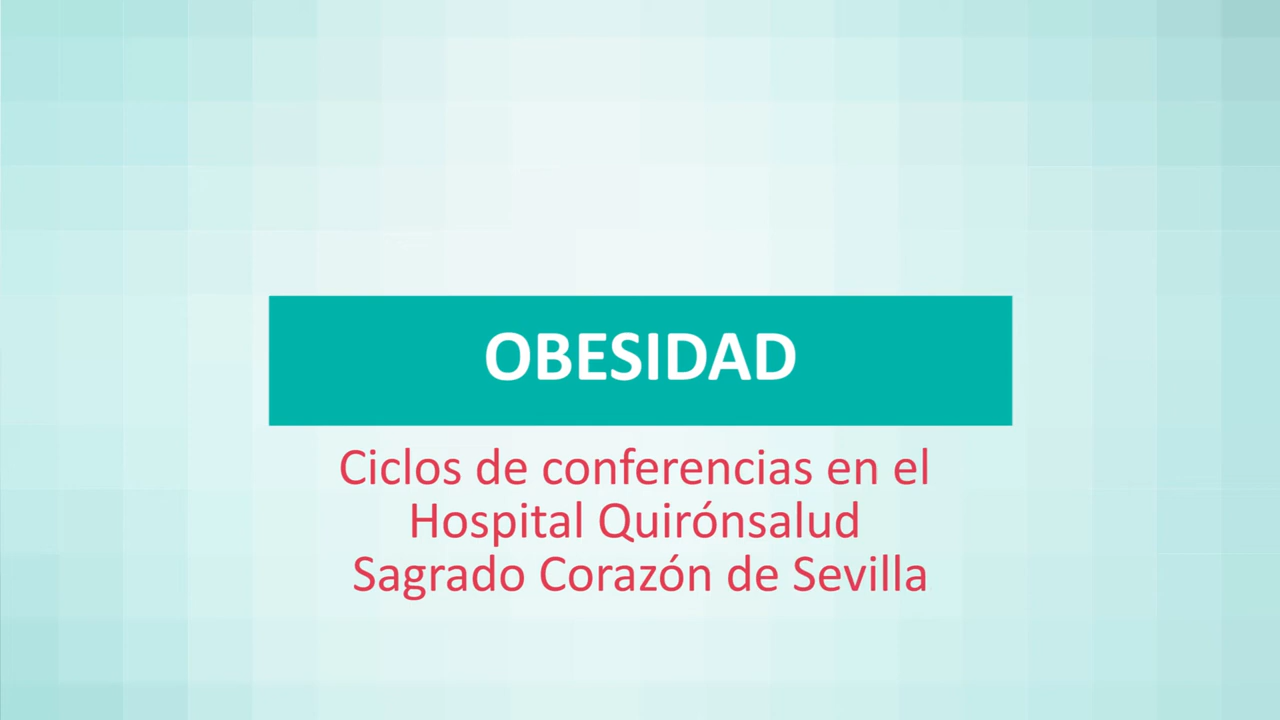 OBESIDAD
Ciclos de conferencias en el
Hospital Quirónsalud
Sagrado Corazón de Sevilla